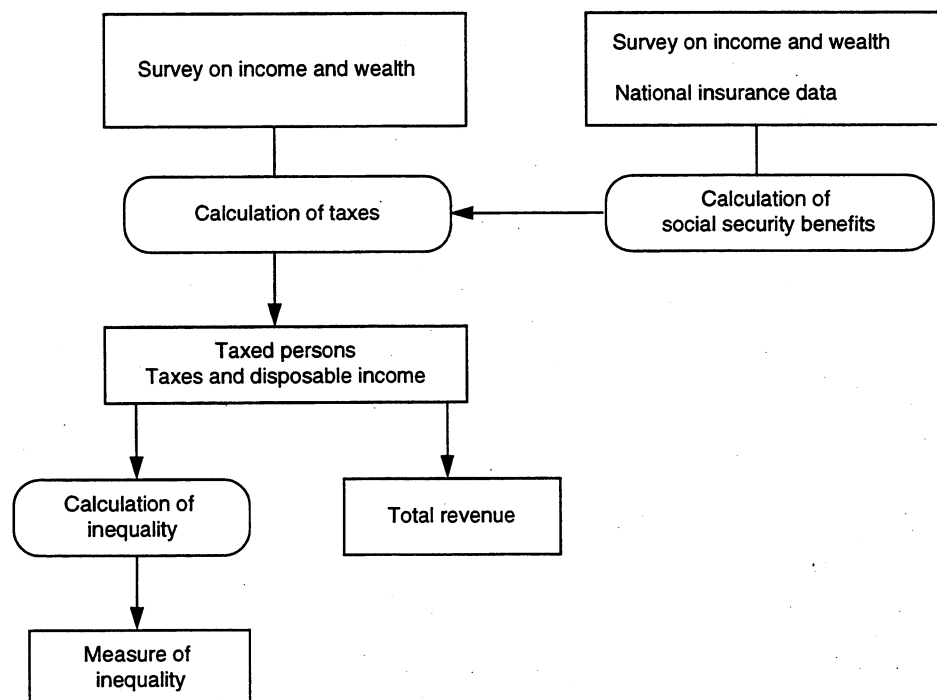 Survey on income and wealth
Survey on income and wealth
National insurance data
Calculation of taxes
Calculation of
social security benefits
Taxed persons
Taxes and disposable income
Calculation of
inequality
Total revenue
Measure of
inequality